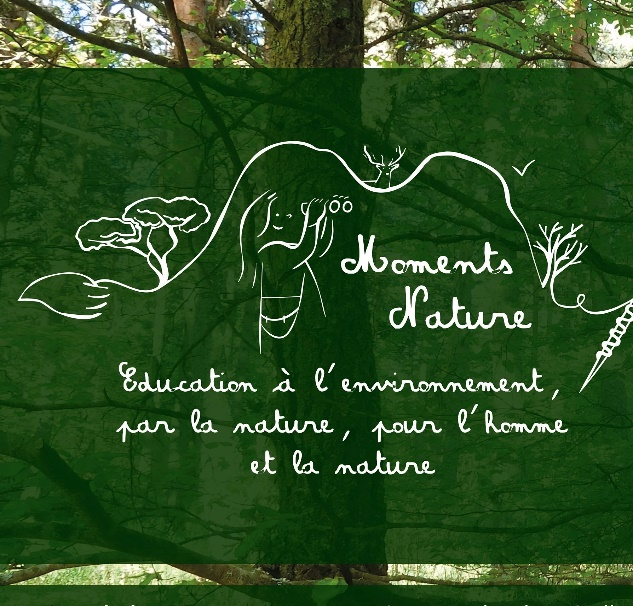 Moments
Nature
Education à l'environnement,
par la nature, pour l'homme
et la nature